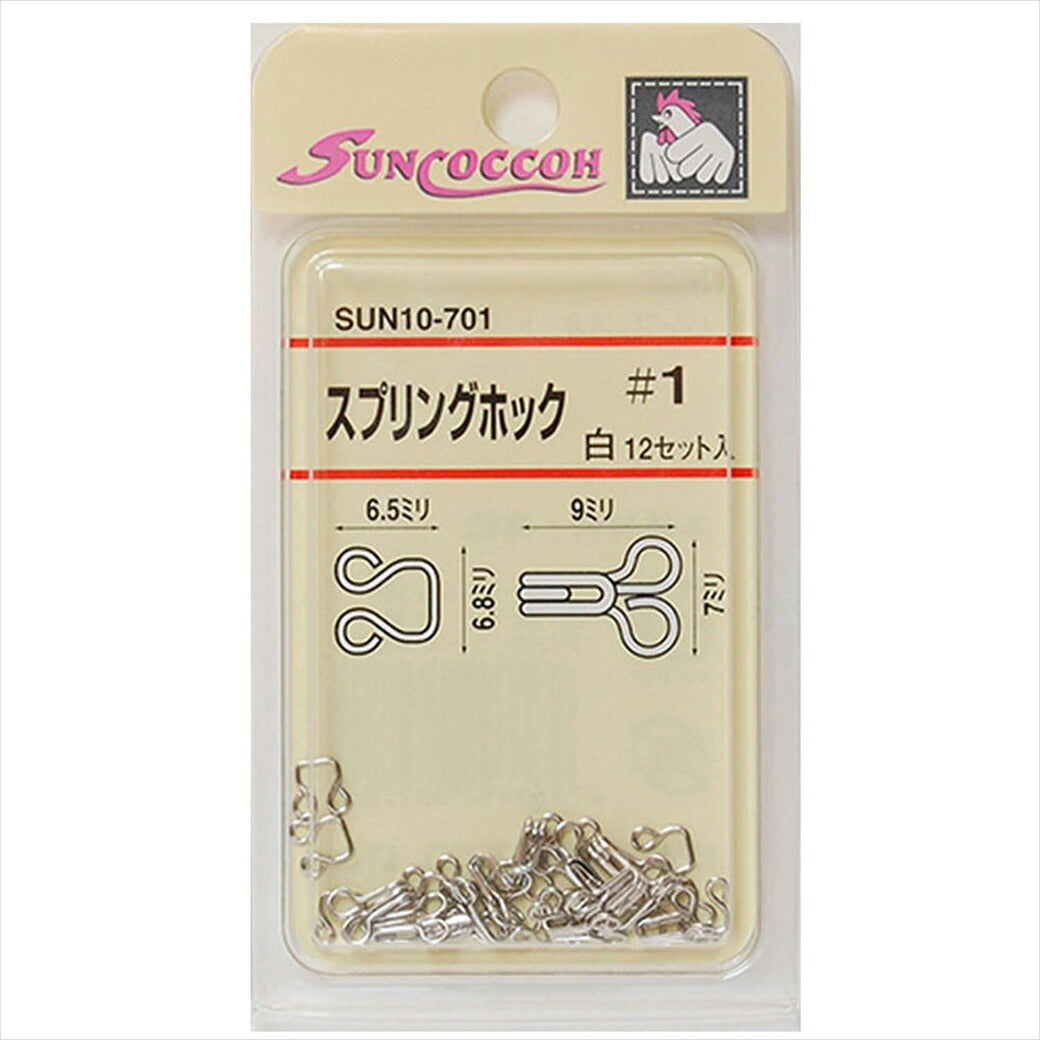 SUNCOCCOH
SUN10-701
スプリングホック #1
白 12セット入
6.5ミリ 9ミリ
6.8ミリ 7ミリ